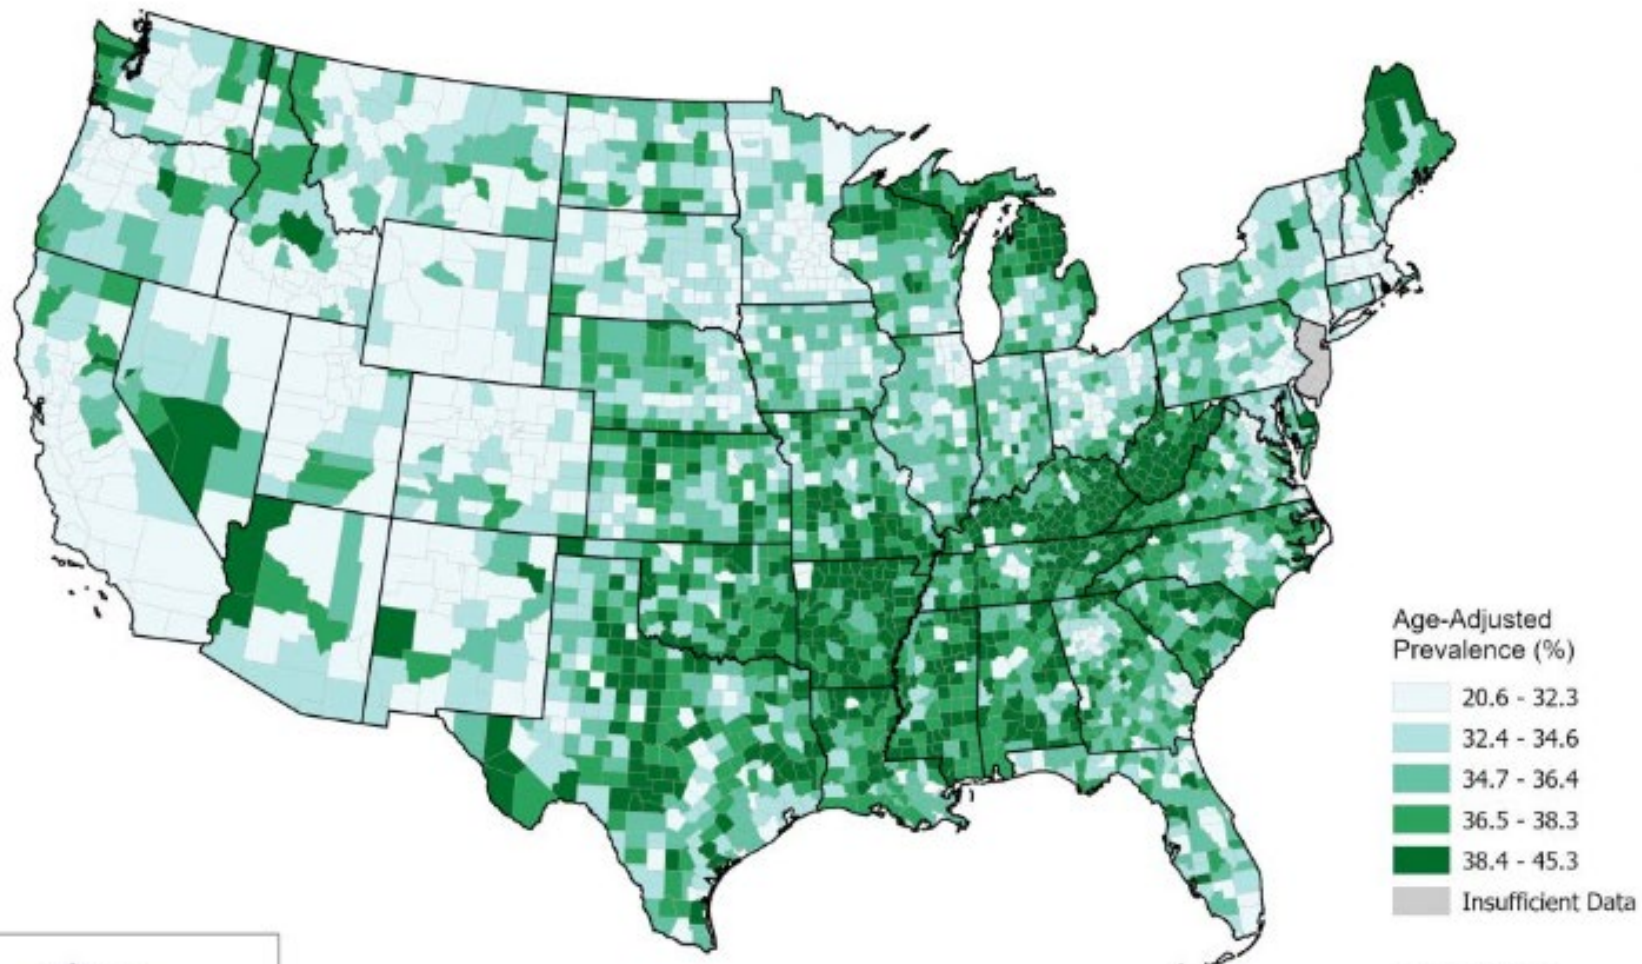 Age-Adjusted
Prevalence (%)
20.6 - 32.3
32.4 - 34.6
34.7 - 36.4
36.5 - 38.3
38.4 - 45.3
Insufficient Data